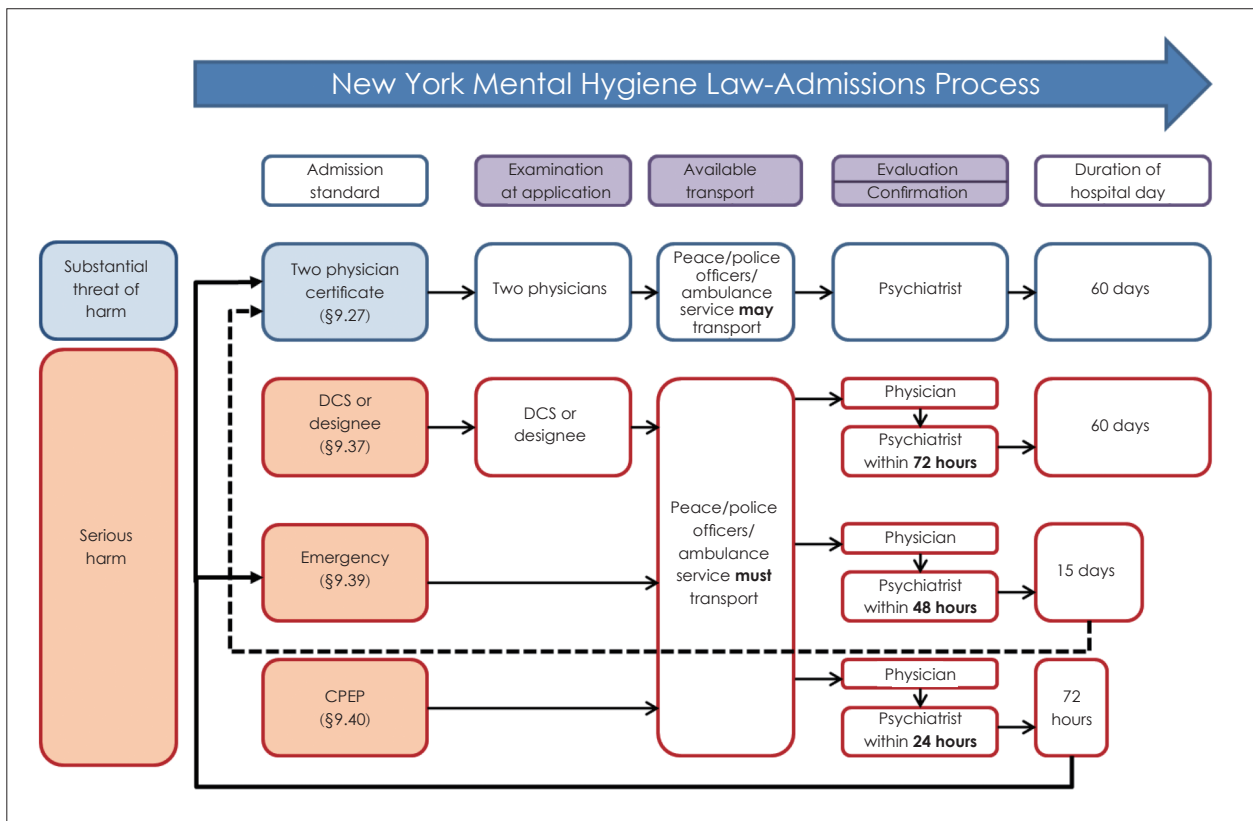 New York Mental Hygiene Law-Admissions Process
Admission
standard
Examination
at application
Available
transport
Evaluation
Confirmation
Duration of
hospital day
Substantial
threat of
harm
Two physician
certificate
(§9.27)
Two physicians
Peace/police
officers/
ambulance
service may
transport
Psychiatrist
60 days
Serious
harm
DCS or
designee
(§9.37)
DCS or
designee
Peace/police
officers/
ambulance
service must
transport
Physician
Psychiatrist
within 72 hours
60 days
Emergency
(§9.39)
Physician
Psychiatrist
within 48 hours
15 days
CPEP
(§9.40)
Physician
Psychiatrist
within 24 hours
72
hours